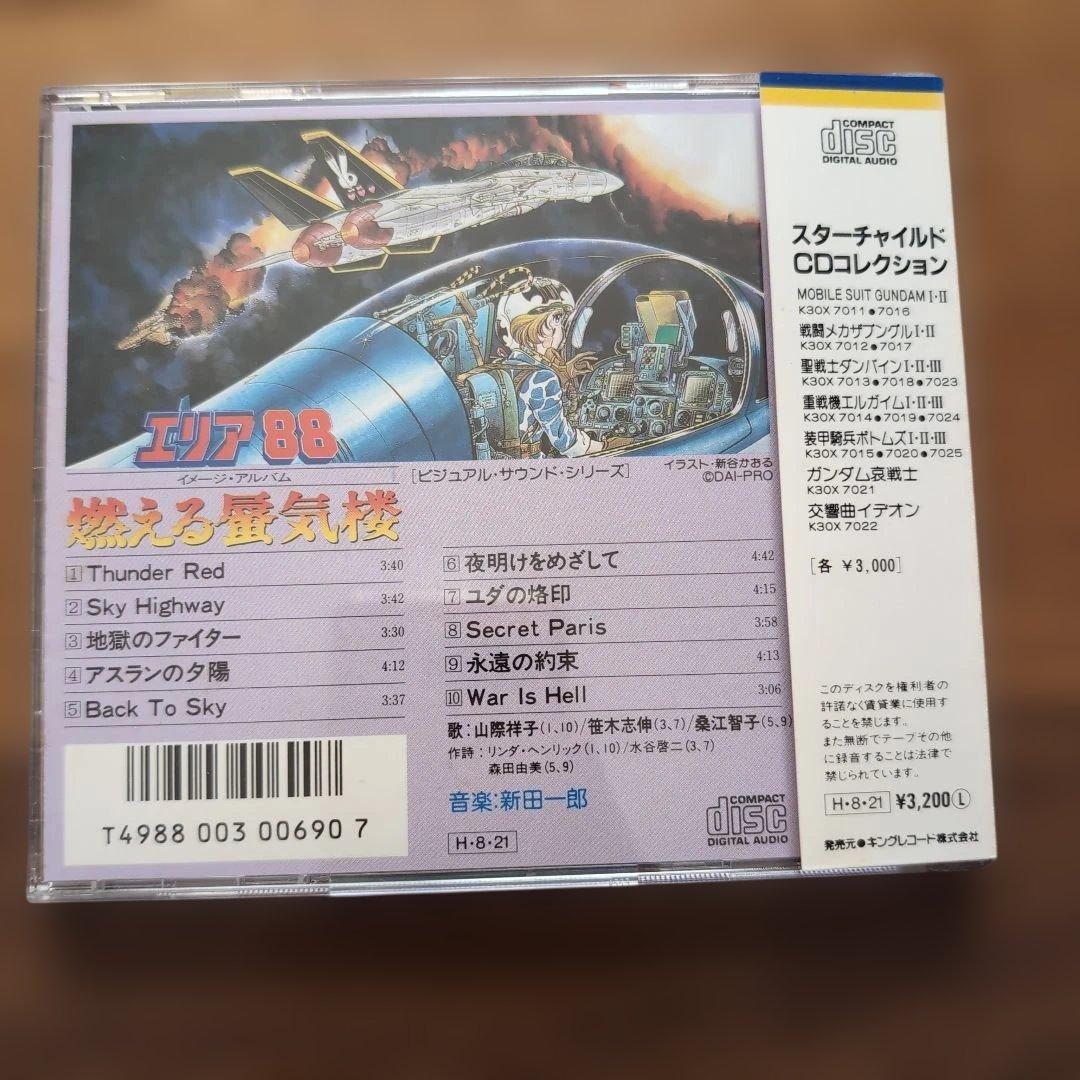 エリア88
イメージ・アルバム
[ビジュアル・サウンド・シリーズ]
イラスト・新谷かおる
©DAI-PRO
燃える蜃気楼
1 Thunder Red 3:40
2 Sky Highway 3:42
3 地獄のファイター 3:30
4 アスランの夕陽 4:12
5 Back To Sky 3:37
6 夜明けをめざして 4:42
7 ユダの烙印 4:15
8 Secret Paris 3:58
9 永遠の約束 4:13
10 War Is Hell 3:06
歌:山際祥子(1、10)/笹木志伸(3、7)/桑江智子(5、9)
作詩:リンダ・ヘンリック(1、10)/水谷啓二(3、7)
森田由美(5、9)
音楽:新田一郎
H・8・21
COMPACT
disc
DIGITAL AUDIO
T4988 003 00690 7
COMPACT
disc
DIGITAL AUDIO
スターチャイルド
CDコレクション
MOBILE SUIT GUNDAM I・II
K30X 7011●7016
戦闘メカザブングル I・II
K30X 7012●7017
聖戦士ダンバイン I・II・III
K30X 7013●7018●7023
重戦機エルガイム I・II・III
K30X 7014●7019●7024
装甲騎兵ボトムズ I・II・III
K30X 7015●7020●7025
ガンダム哀戦士
K30X 7021
交響曲イデオン
K30X 7022
[各 ¥3,000]
このディスクを権利者の
許諾なく賃貸業に使用す
ることを禁じます。
また無断でテープその他
に録音することは法律で
禁じられています。
H・8・21 ¥3,200Ⓛ
発売元●キングレコード株式会社